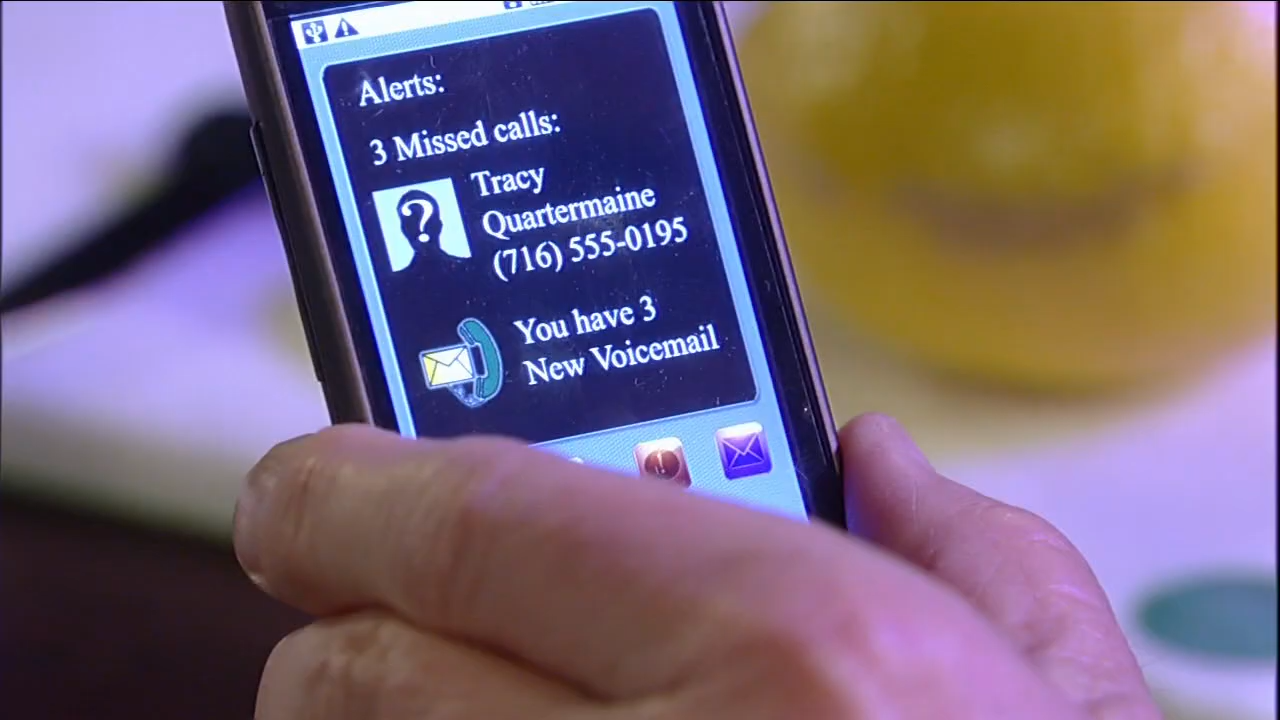 Alerts:
3 Missed calls:
Tracy
Quartermaine
(716) 555-0195
You have 3
New Voicemail